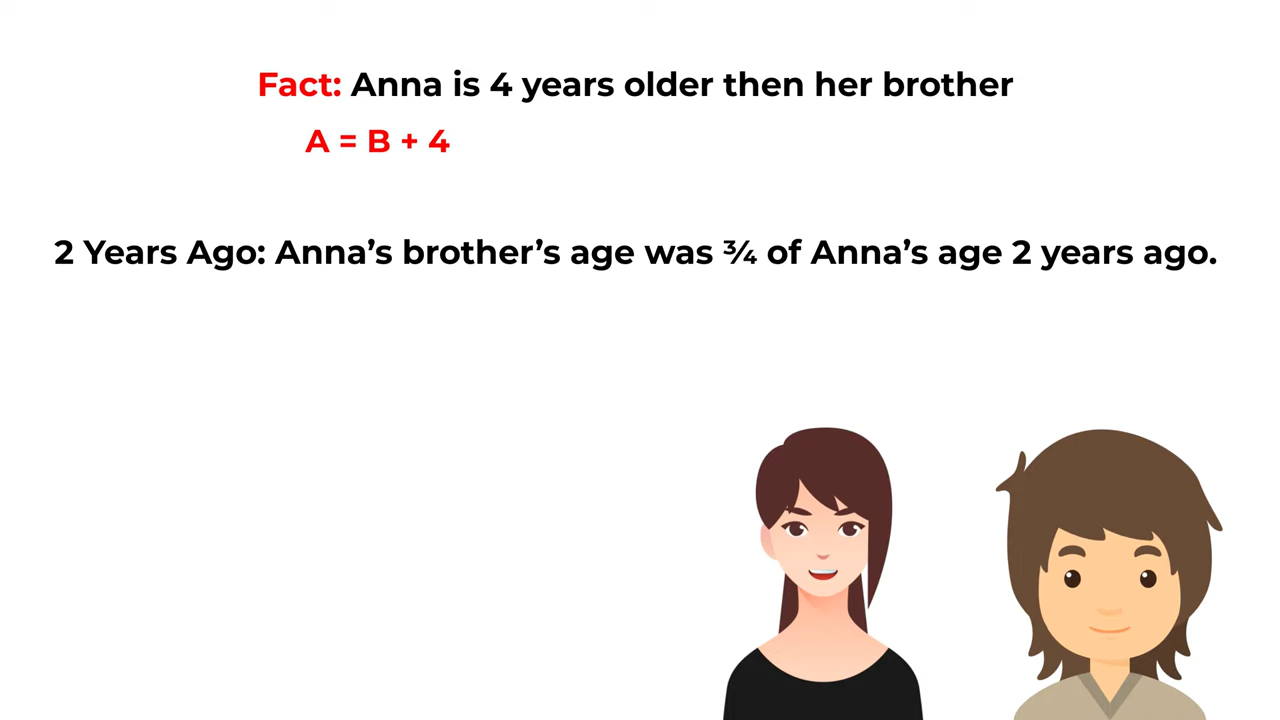 Fact: Anna is 4 years older then her brother
A = B + 4
2 Years Ago: Anna’s brother’s age was ¾ of Anna’s age 2 years ago.